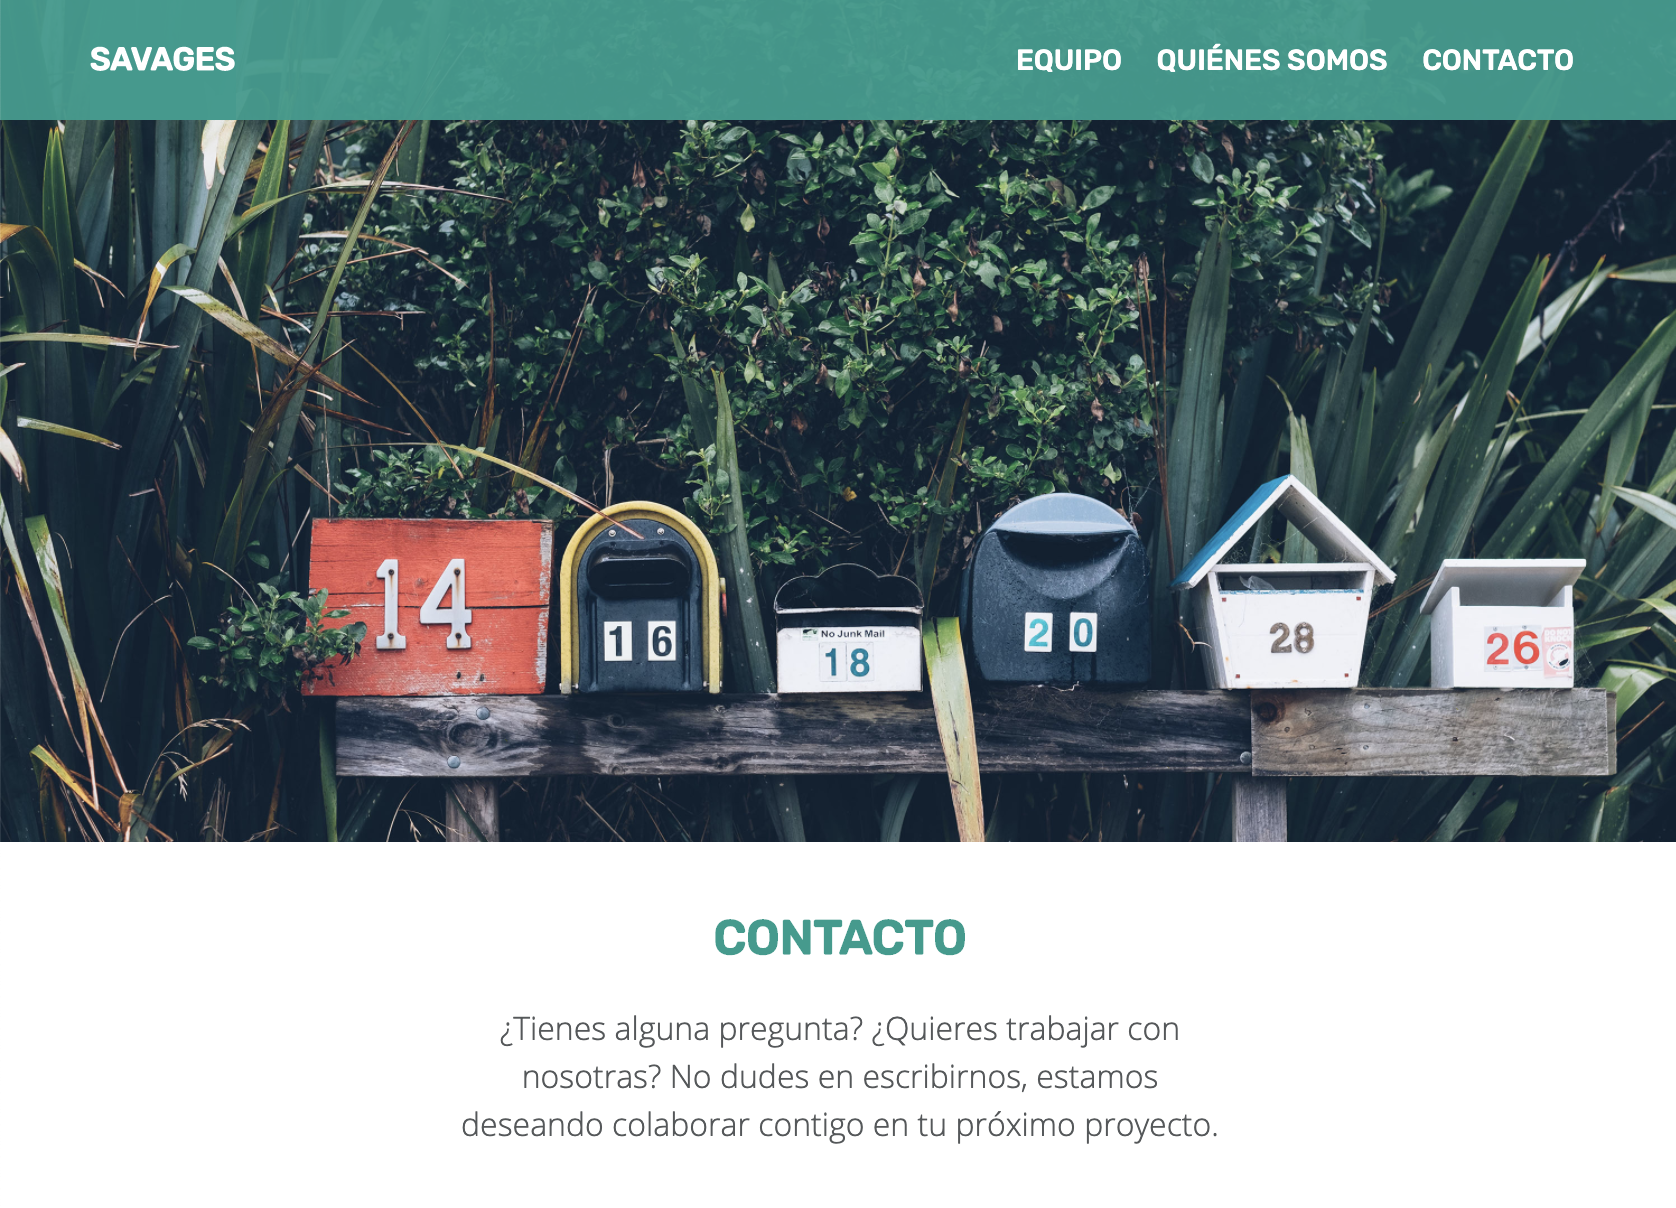 SAVAGES
EQUIPO QUIÉNES SOMOS CONTACTO
14
16
No Junk Mail
18
20
28
26
CONTACTO
¿Tienes alguna pregunta? ¿Quieres trabajar con
nosotras? No dudes en escribirnos, estamos
deseando colaborar contigo en tu próximo proyecto.